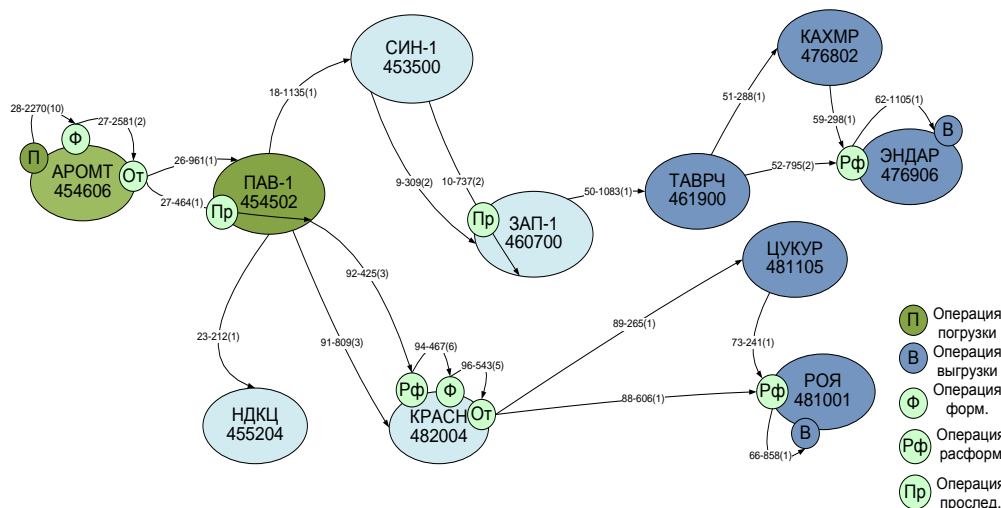 СИН-1
453500
КАХМР
476802
28-2270(10)
27-2581(2)
18-1135(1)
51-288(1)
62-1105(1)
59-298(1)
Ф
В
П
АРОМТ
454606
От
26-961(1)
27-464(1)
ПАВ-1
454502
Пр
9-309(2)
10-737(2)
50-1083(1)
ТАВРЧ
461900
52-795(2)
Рф
ЭНДАР
476906
Пр
ЗАП-1
460700
ЦУКУР
481105
92-425(3)
89-265(1)
23-212(1)
91-809(3)
94-467(6)
96-543(5)
73-241(1)
НДКЦ
455204
Рф
Ф
От
КРАСН
482004
88-606(1)
Рф
РОЯ
481001
В
66-858(1)
П
Операция
погрузки
В
Операция
выгрузки
Ф
Операция
форм.
Рф
Операция
расформ
Пр
Операция
прослед.